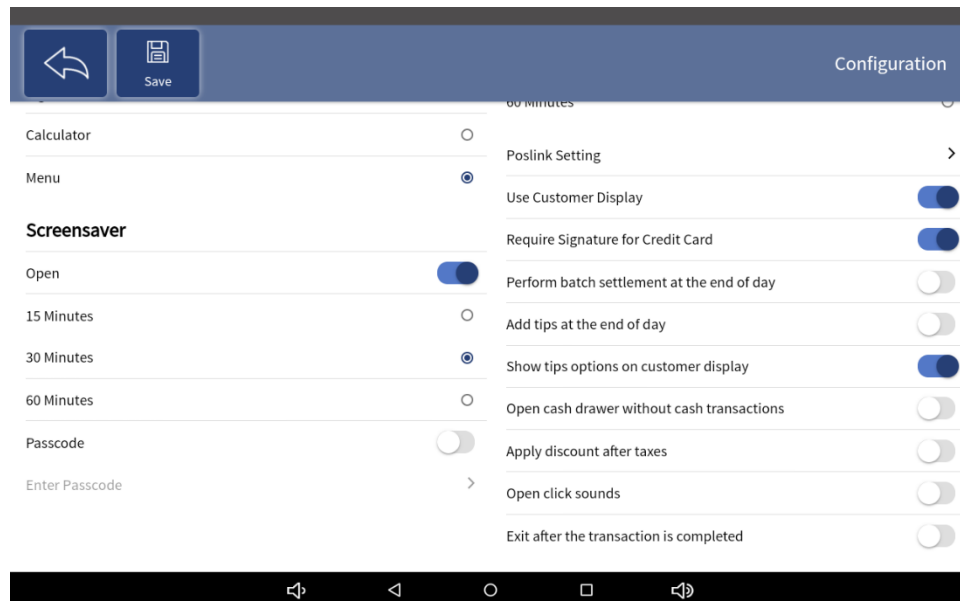 Save
Configuration
Calculator
Menu
Screensaver
Open
15 Minutes
30 Minutes
60 Minutes
Passcode
Enter Passcode
60 Minutes
Poslink Setting
Use Customer Display
Require Signature for Credit Card
Perform batch settlement at the end of day
Add tips at the end of day
Show tips options on customer display
Open cash drawer without cash transactions
Apply discount after taxes
Open click sounds
Exit after the transaction is completed